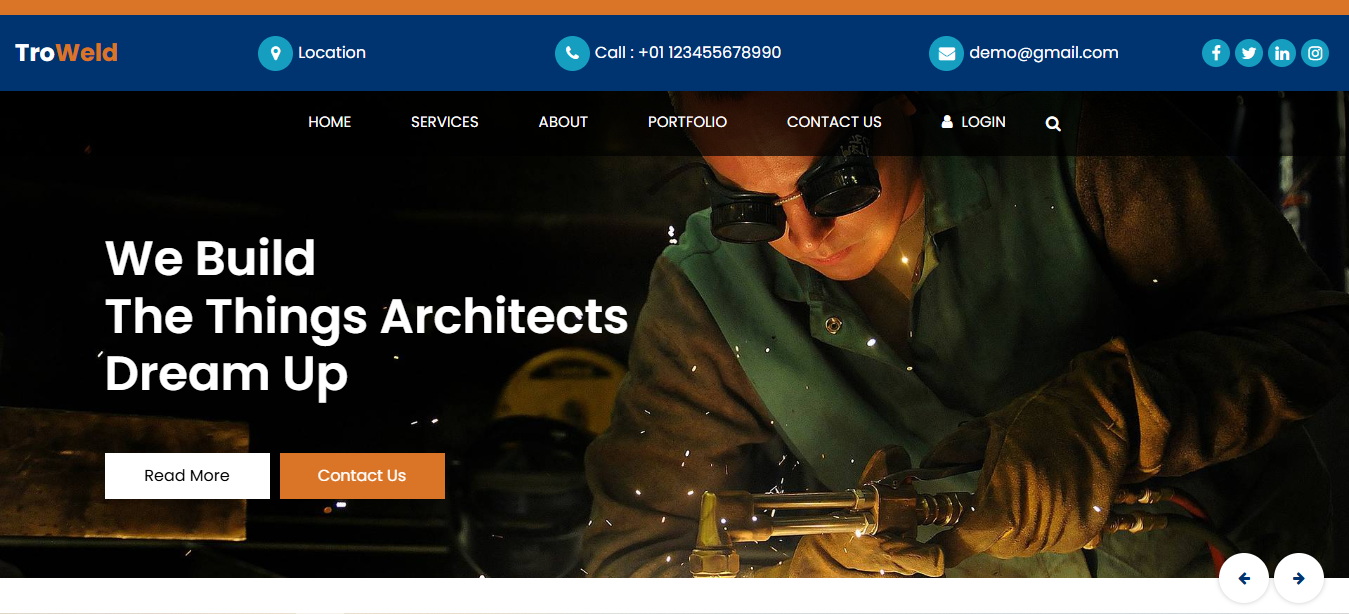 TroWeld
Location
Call : +01 123455678990
demo@gmail.com
HOME
SERVICES
ABOUT
PORTFOLIO
CONTACT US
LOGIN
We Build
The Things Architects
Dream Up
Read More
Contact Us